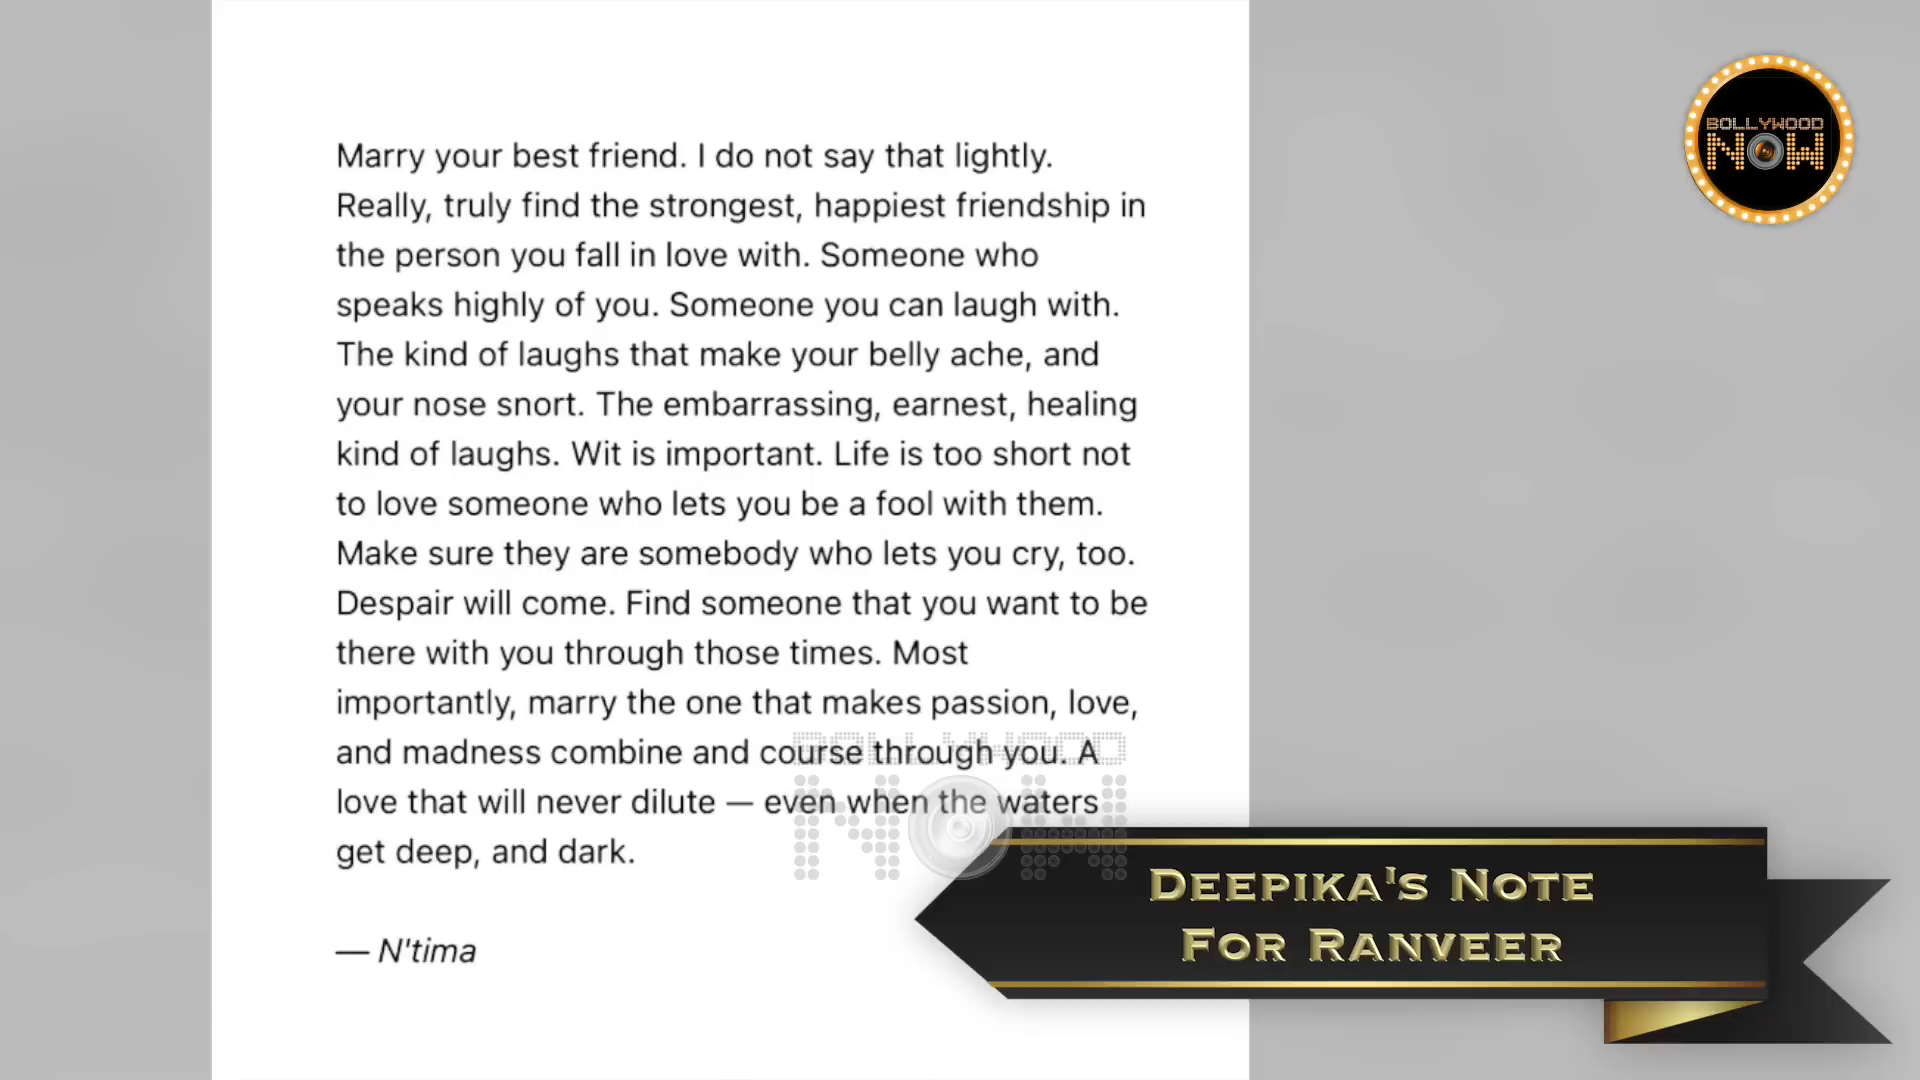 Marry your best friend. I do not say that lightly.
Really, truly find the strongest, happiest friendship in
the person you fall in love with. Someone who
speaks highly of you. Someone you can laugh with.
The kind of laughs that make your belly ache, and
your nose snort. The embarrassing, earnest, healing
kind of laughs. Wit is important. Life is too short not
to love someone who lets you be a fool with them.
Make sure they are somebody who lets you cry, too.
Despair will come. Find someone that you want to be
there with you through those times. Most
importantly, marry the one that makes passion, love,
and madness combine and course through you. A
love that will never dilute — even when the waters
get deep, and dark.
— N'tima
BOLLYWOOD
NOW
BOLLYWOOD
NOW
DEEPIKA'S NOTE
FOR RANVEER